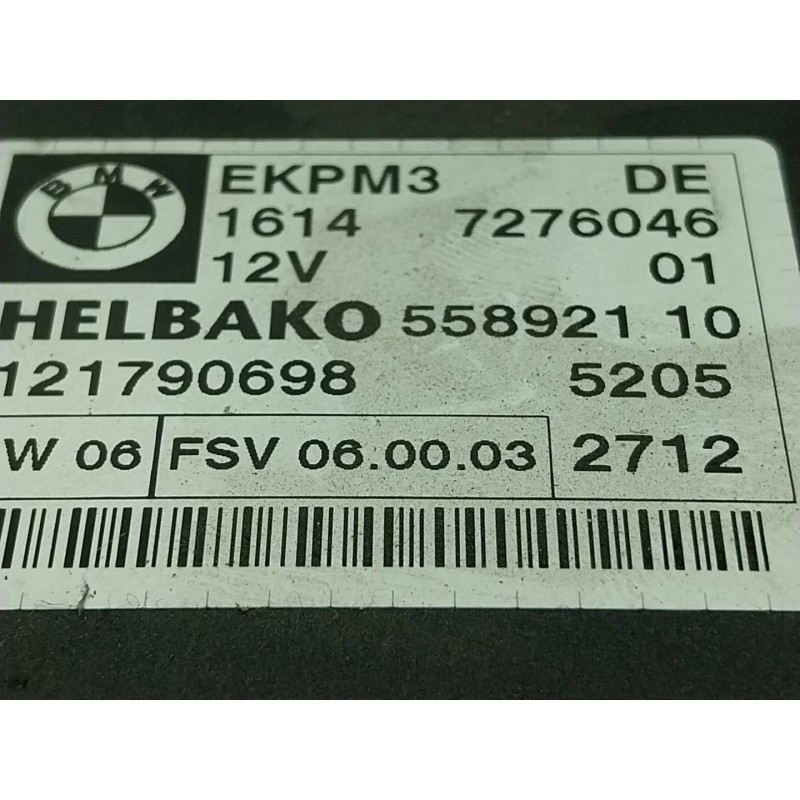 BMW
EKPM3 DE
1614 7276046
12V 01
HELBAKO 558921 10
121790698 5205
W 06 FSV 06.00.03 2712